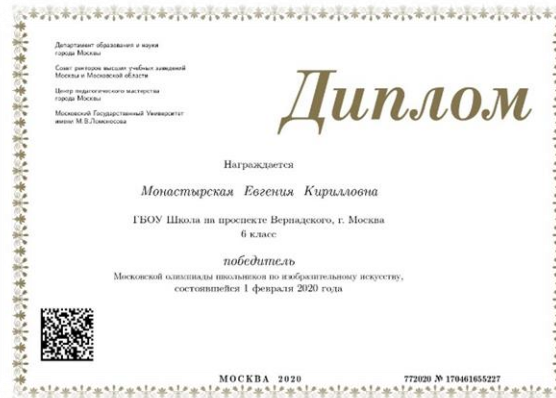 Департамент образования и науки
города Москвы
Совет ректоров высших учебных заведений
Москвы и Московской области
Центр педагогического мастерства
города Москвы
Московский Государственный Университет
имени М.В.Ломоносова
Диплом
Награждается
Монастырская Евгения Кирилловна
ГБОУ Школа на проспекте Вернадского, г. Москва
6 класс
победитель
Московской олимпиады школьников по изобразительному искусству,
состоявшейся 1 февраля 2020 года
МОСКВА 2020
772020 № 170461655227